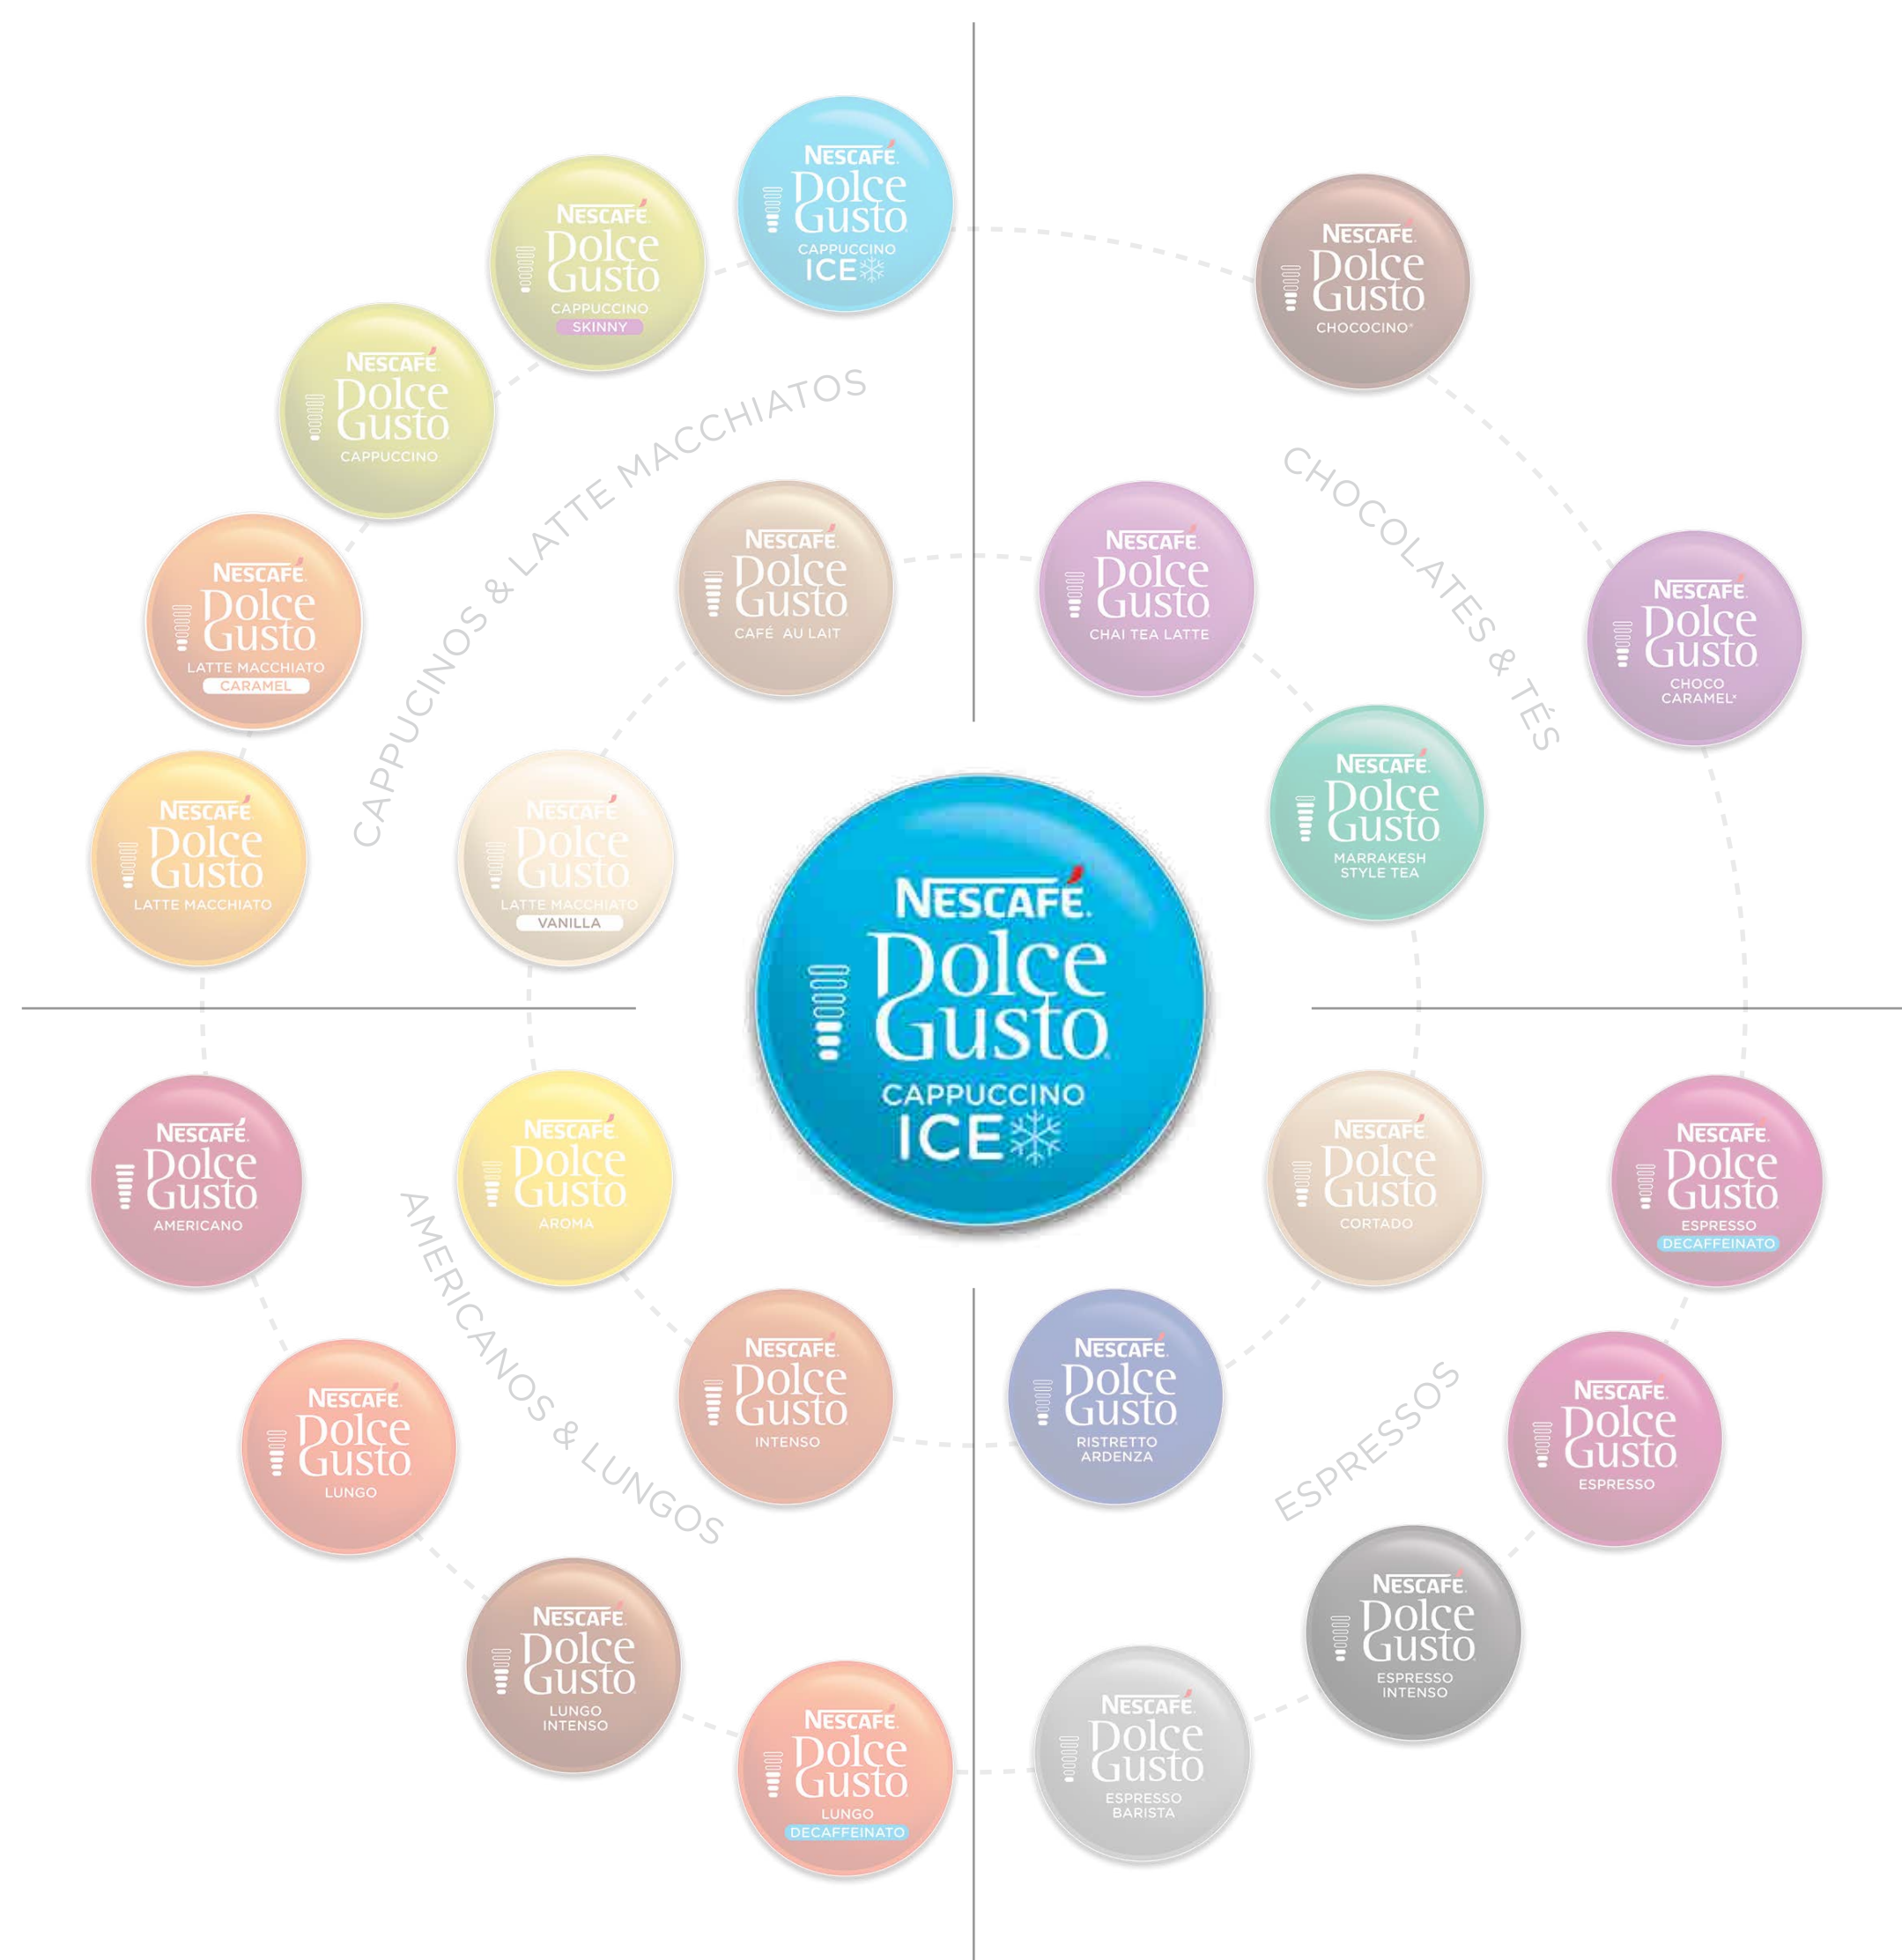 NESCAFÉ.
Dolce
Gusto
CAPPUCCINO
ICE
NESCAFÉ.
Dolce
Gusto
CAPPUCCINO
SKINNY
NESCAFÉ.
Dolce
Gusto
CAPPUCCINO
NESCAFÉ.
Dolce
Gusto
LATTE MACCHIATO
CARAMEL
NESCAFÉ.
Dolce
Gusto
LATTE MACCHIATO
CAPPUCINOS & LATTE MACCHIATOS
NESCAFÉ.
Dolce
Gusto
CAFÉ AU LAIT
NESCAFÉ.
Dolce
Gusto
LATTE MACCHIATO
VANILLA
NESCAFÉ.
Dolce
Gusto
CHOCOCINO®
CHOCOLATES & TÉS
NESCAFÉ.
Dolce
Gusto
CHAI TEA LATTE
NESCAFÉ.
Dolce
Gusto
CHOCO
CARAMEL*
NESCAFÉ.
Dolce
Gusto
MARRAKESH
STYLE TEA
NESCAFÉ.
Dolce
Gusto
CAPPUCCINO
ICE
NESCAFÉ.
Dolce
Gusto
AMERICANO
NESCAFÉ.
Dolce
Gusto
AROMA
AMERICANOS & LUNGOS
NESCAFÉ.
Dolce
Gusto
INTENSO
NESCAFÉ.
Dolce
Gusto
LUNGO
NESCAFÉ.
Dolce
Gusto
LUNGO
INTENSO
NESCAFÉ.
Dolce
Gusto
LUNGO
DECAFFEINATO
NESCAFÉ.
Dolce
Gusto
CORTADO
NESCAFÉ.
Dolce
Gusto
ESPRESSO
DECAFFEINATO
NESCAFÉ.
Dolce
Gusto
RISTRETTO
ARDENZA
ESPRESSOS
NESCAFÉ.
Dolce
Gusto
ESPRESSO
NESCAFÉ.
Dolce
Gusto
ESPRESSO
INTENSO
NESCAFÉ.
Dolce
Gusto
ESPRESSO
BARISTA